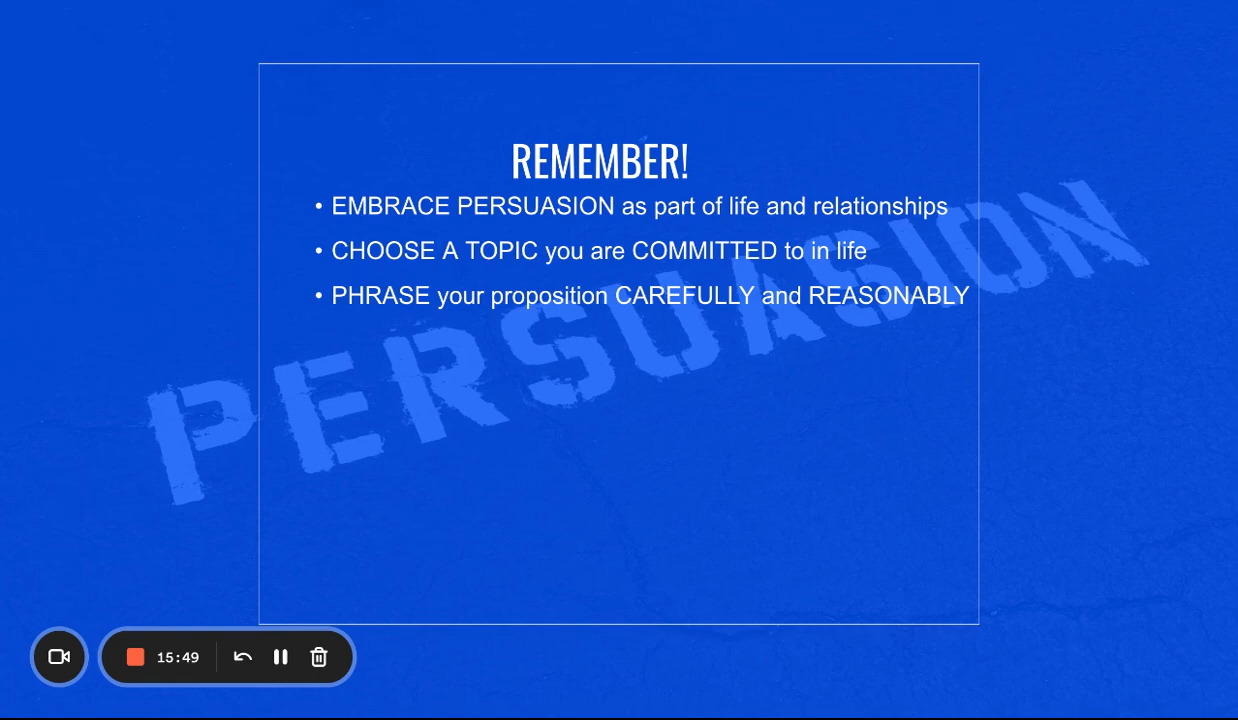 REMEMBER!
• EMBRACE PERSUASION as part of life and relationships
• CHOOSE A TOPIC you are COMMITTED to in life
• PHRASE your proposition CAREFULLY and REASONABLY
PERSUASION
15:49